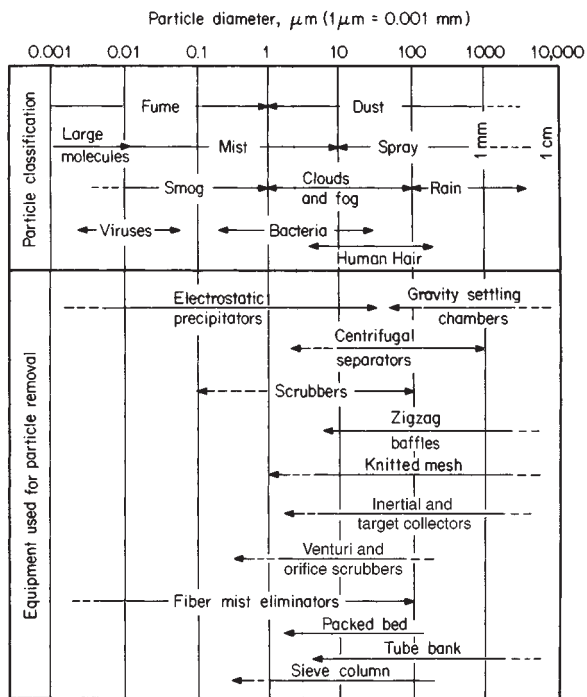 Particle diameter, μm (1μm = 0.001 mm)
0.001 0.01 0.1 1 10 100 1000 10,000
Particle classification
Fume Dust
Large
molecules
Mist Spray
1 mm
1 cm
Smog
Clouds
and fog
Rain
Viruses Bacteria
Human Hair
Equipment used for particle removal
Electrostatic
precipitators
Gravity settling
chambers
Centrifugal
separators
Scrubbers
Zigzag
baffles
Knitted mesh
Inertial and
target collectors
Venturi and
orifice scrubbers
Fiber mist eliminators
Packed bed
Tube bank
Sieve column